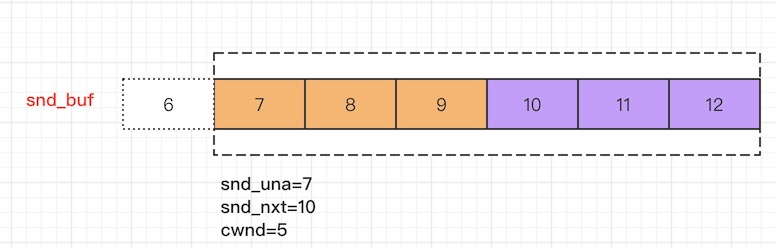 snd_buf 6 7 8 9 10 11 12
snd_una=7
snd_nxt=10
cwnd=5